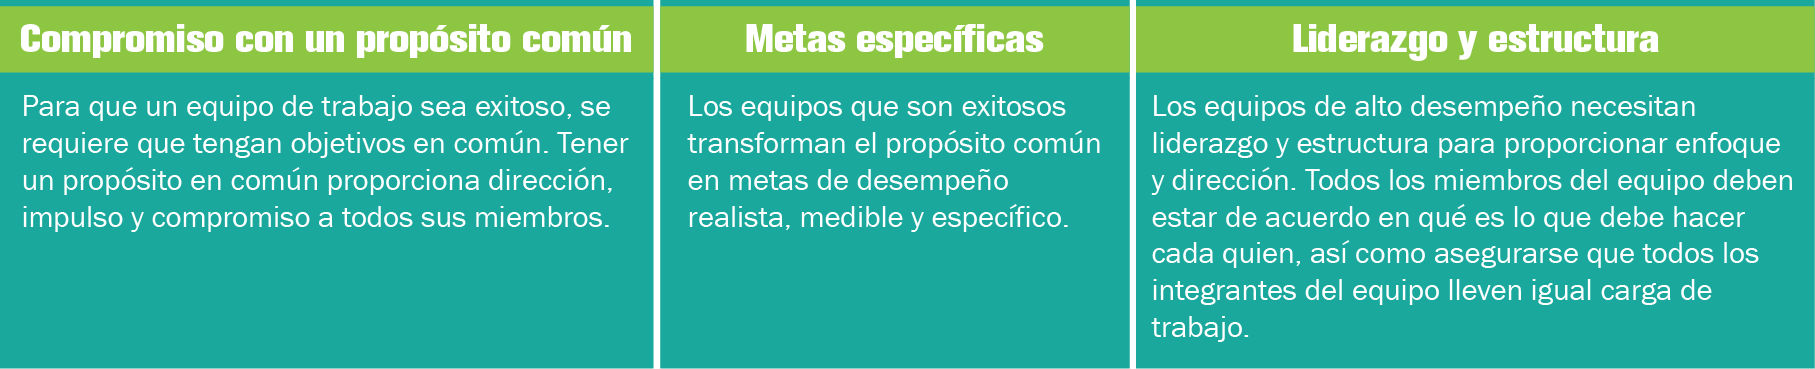 Compromiso con un propósito común
Para que un equipo de trabajo sea exitoso, se
requiere que tengan objetivos en común. Tener
un propósito en común proporciona dirección,
impulso y compromiso a todos sus miembros.
Metas específicas
Los equipos que son exitosos
transforman el propósito común
en metas de desempeño
realista, medible y específico.
Liderazgo y estructura
Los equipos de alto desempeño necesitan
liderazgo y estructura para proporcionar enfoque
y dirección. Todos los miembros del equipo deben
estar de acuerdo en qué es lo que debe hacer
cada quien, así como asegurarse que todos los
integrantes del equipo lleven igual carga de
trabajo.